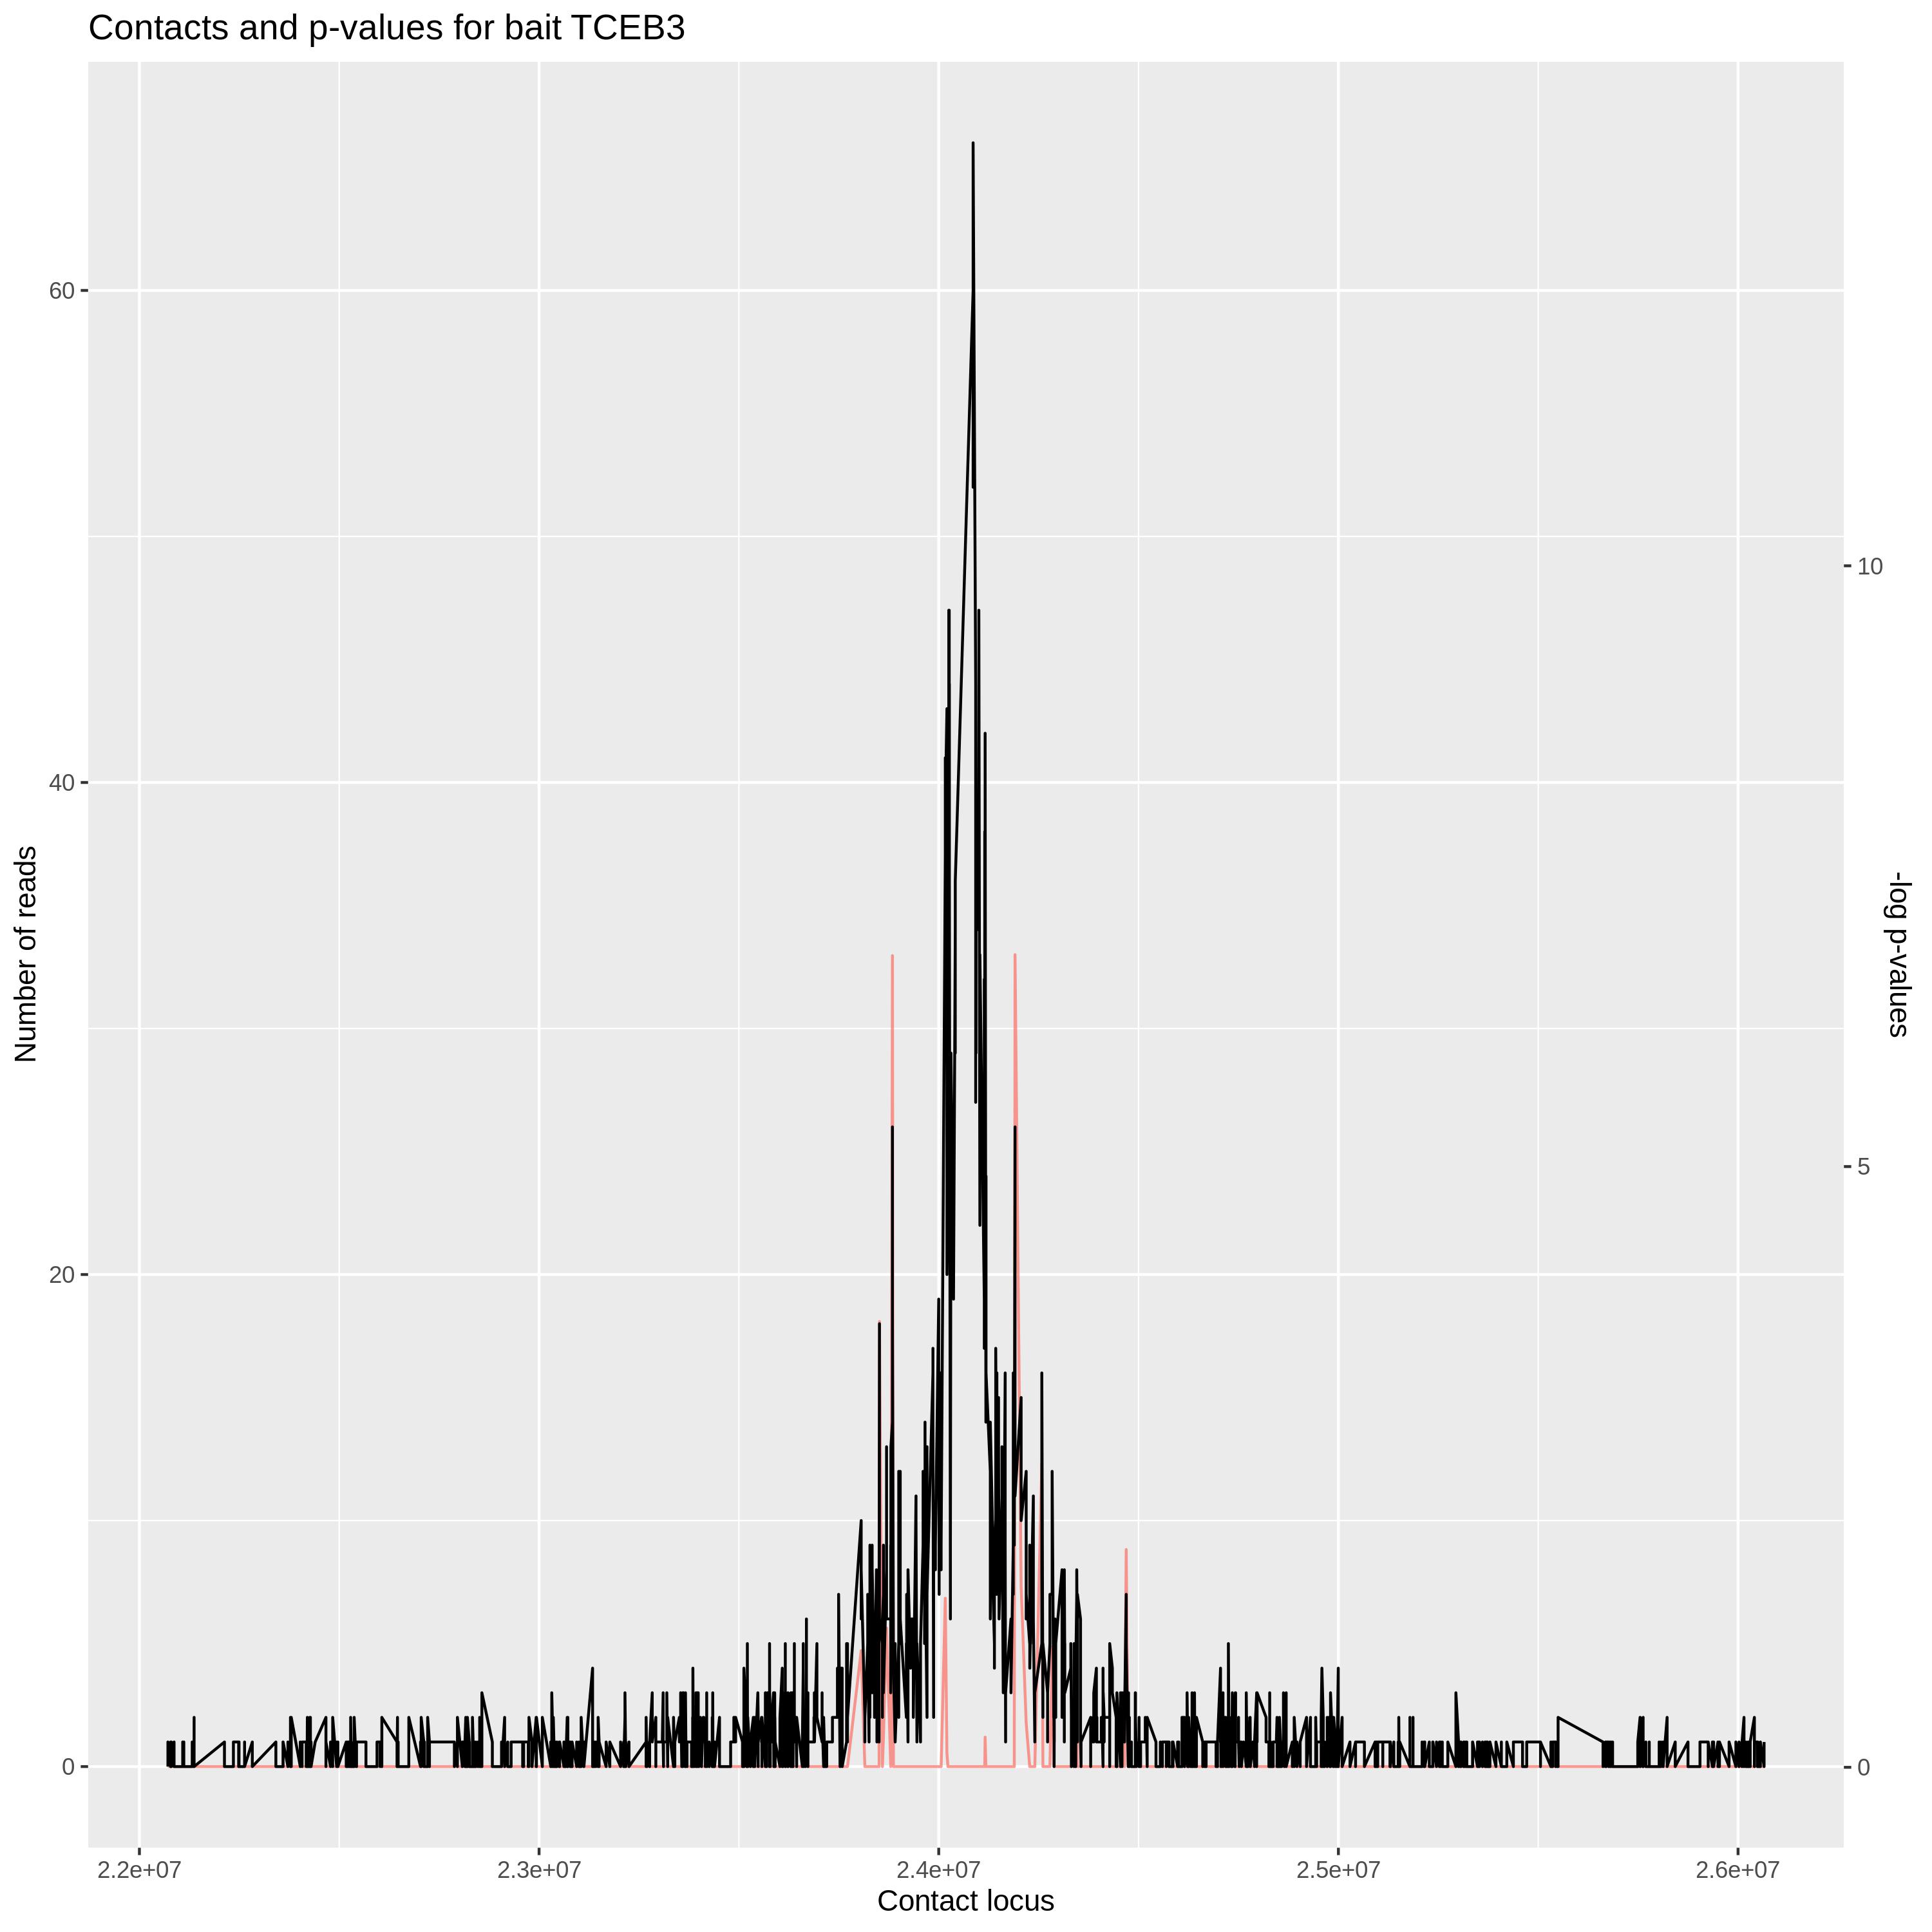 Contacts and p-values for bait TCEB3
60
40
20
0
Number of reads
10
5
0
-log p-values
2.2e+07
2.3e+07
2.4e+07
2.5e+07
2.6e+07
Contact locus